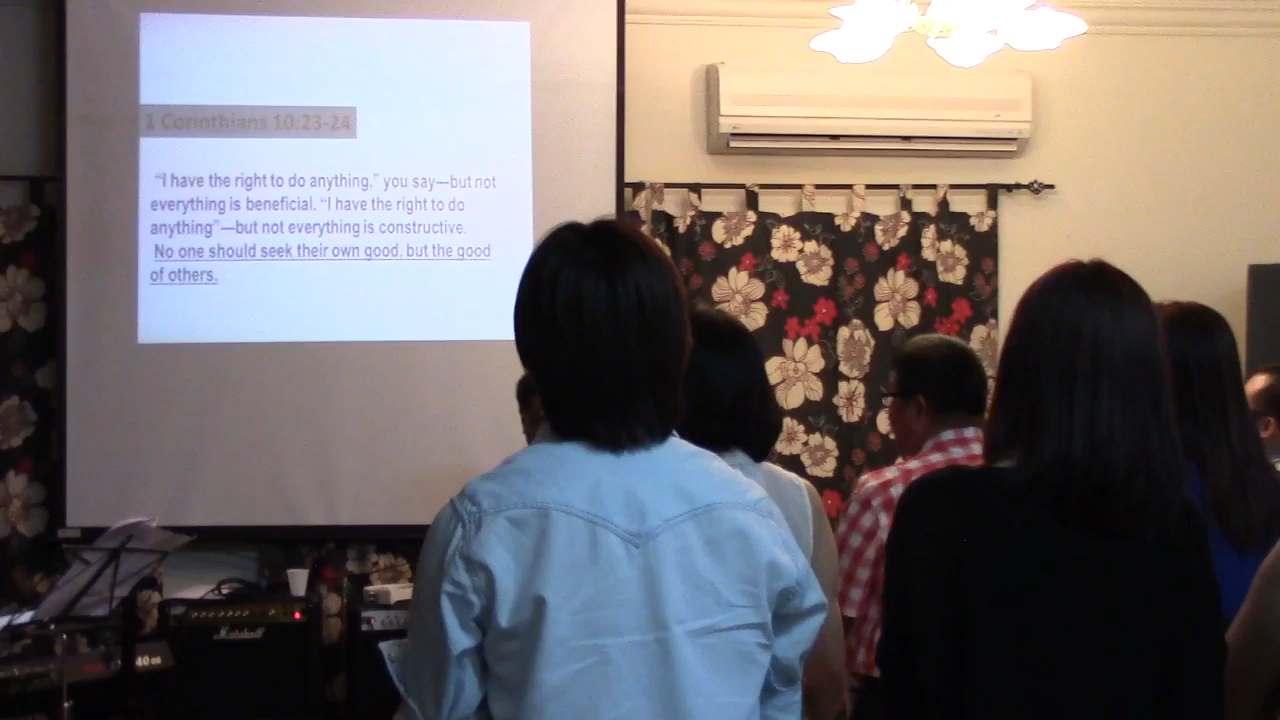 1 Corinthians 10:23-24
“I have the right to do anything,” you say—but not
everything is beneficial. “I have the right to do
anything”—but not everything is constructive.
No one should seek their own good, but the good
of others.
Marshall